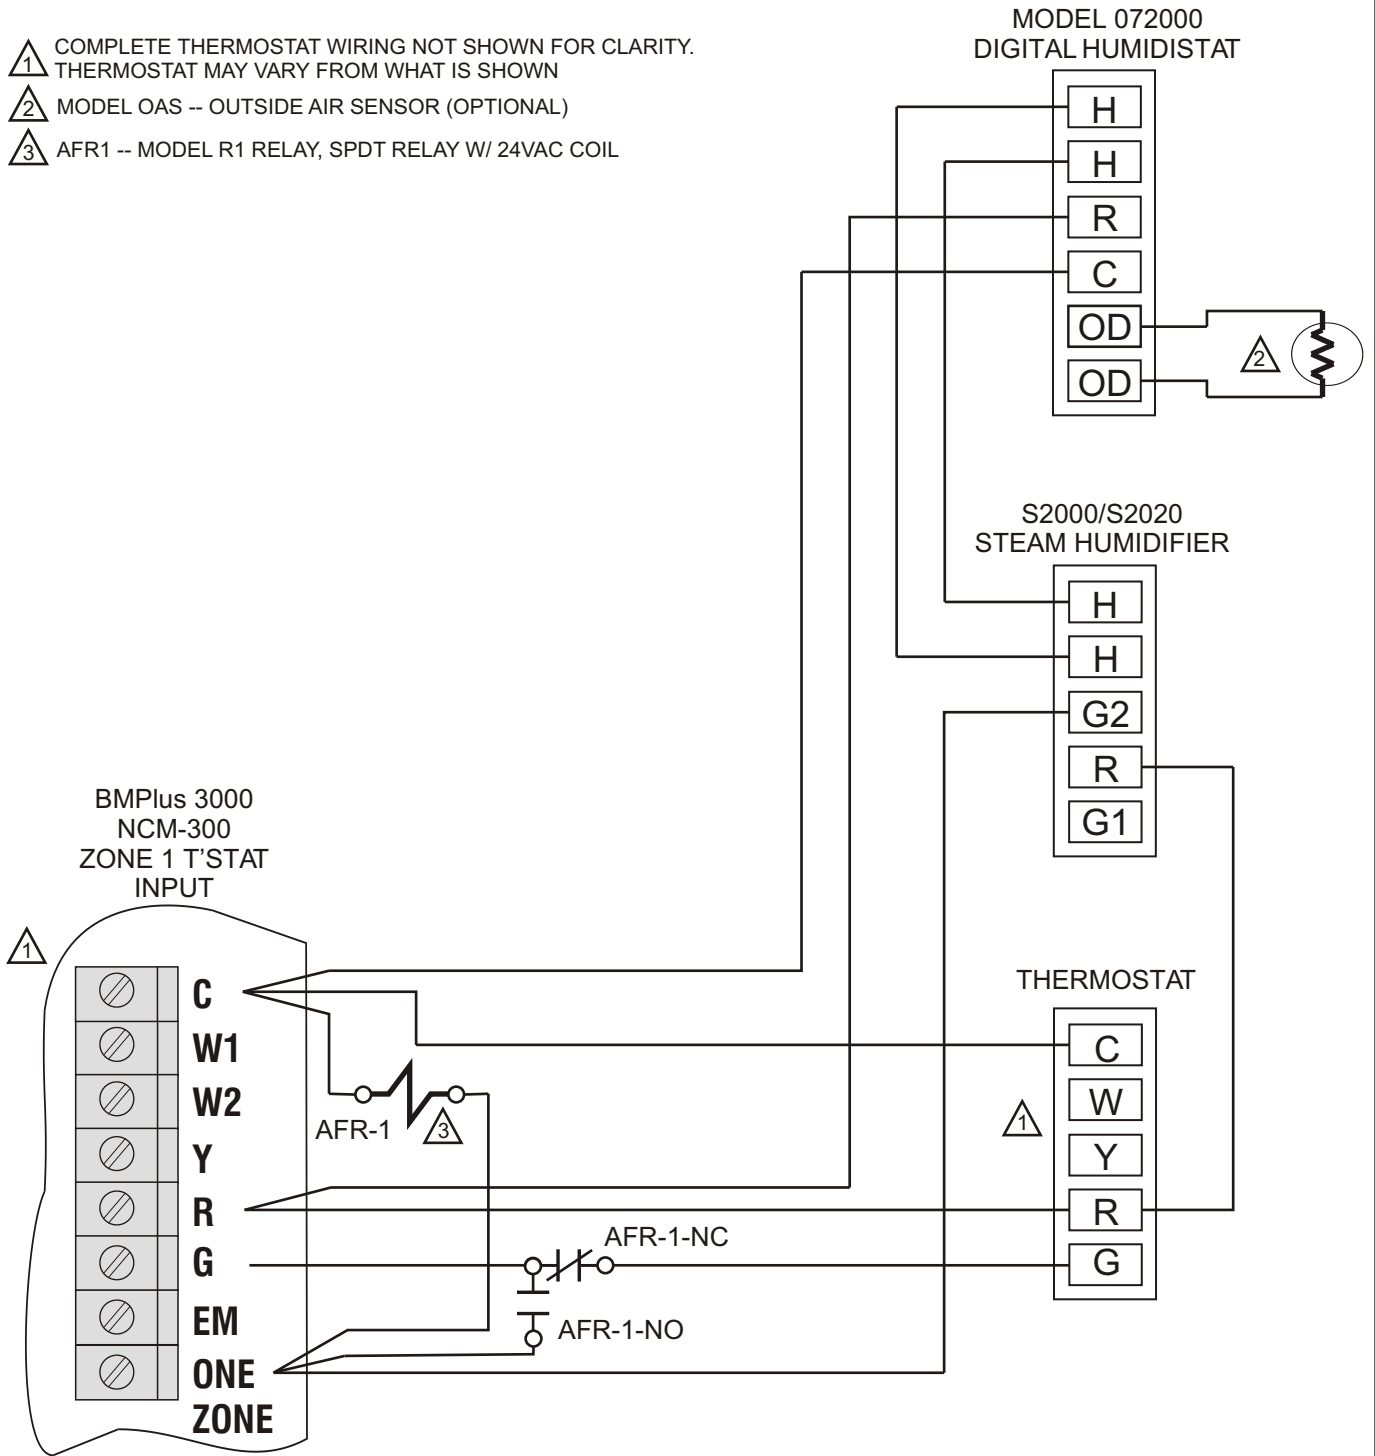 MODEL 072000
DIGITAL HUMIDISTAT
1 COMPLETE THERMOSTAT WIRING NOT SHOWN FOR CLARITY.
THERMOSTAT MAY VARY FROM WHAT IS SHOWN
2 MODEL OAS -- OUTSIDE AIR SENSOR (OPTIONAL)
3 AFR1 -- MODEL R1 RELAY, SPDT RELAY W/ 24VAC COIL
H
H
R
C
OD
OD
2
S2000/S2020
STEAM HUMIDIFIER
H
H
G2
R
G1
BMPlus 3000
NCM-300
ZONE 1 T'STAT
INPUT
1
C
W1
W2
Y
R
G
EM
ONE
ZONE
AFR-1
3
AFR-1-NC
AFR-1-NO
THERMOSTAT
1
C
W
Y
R
G